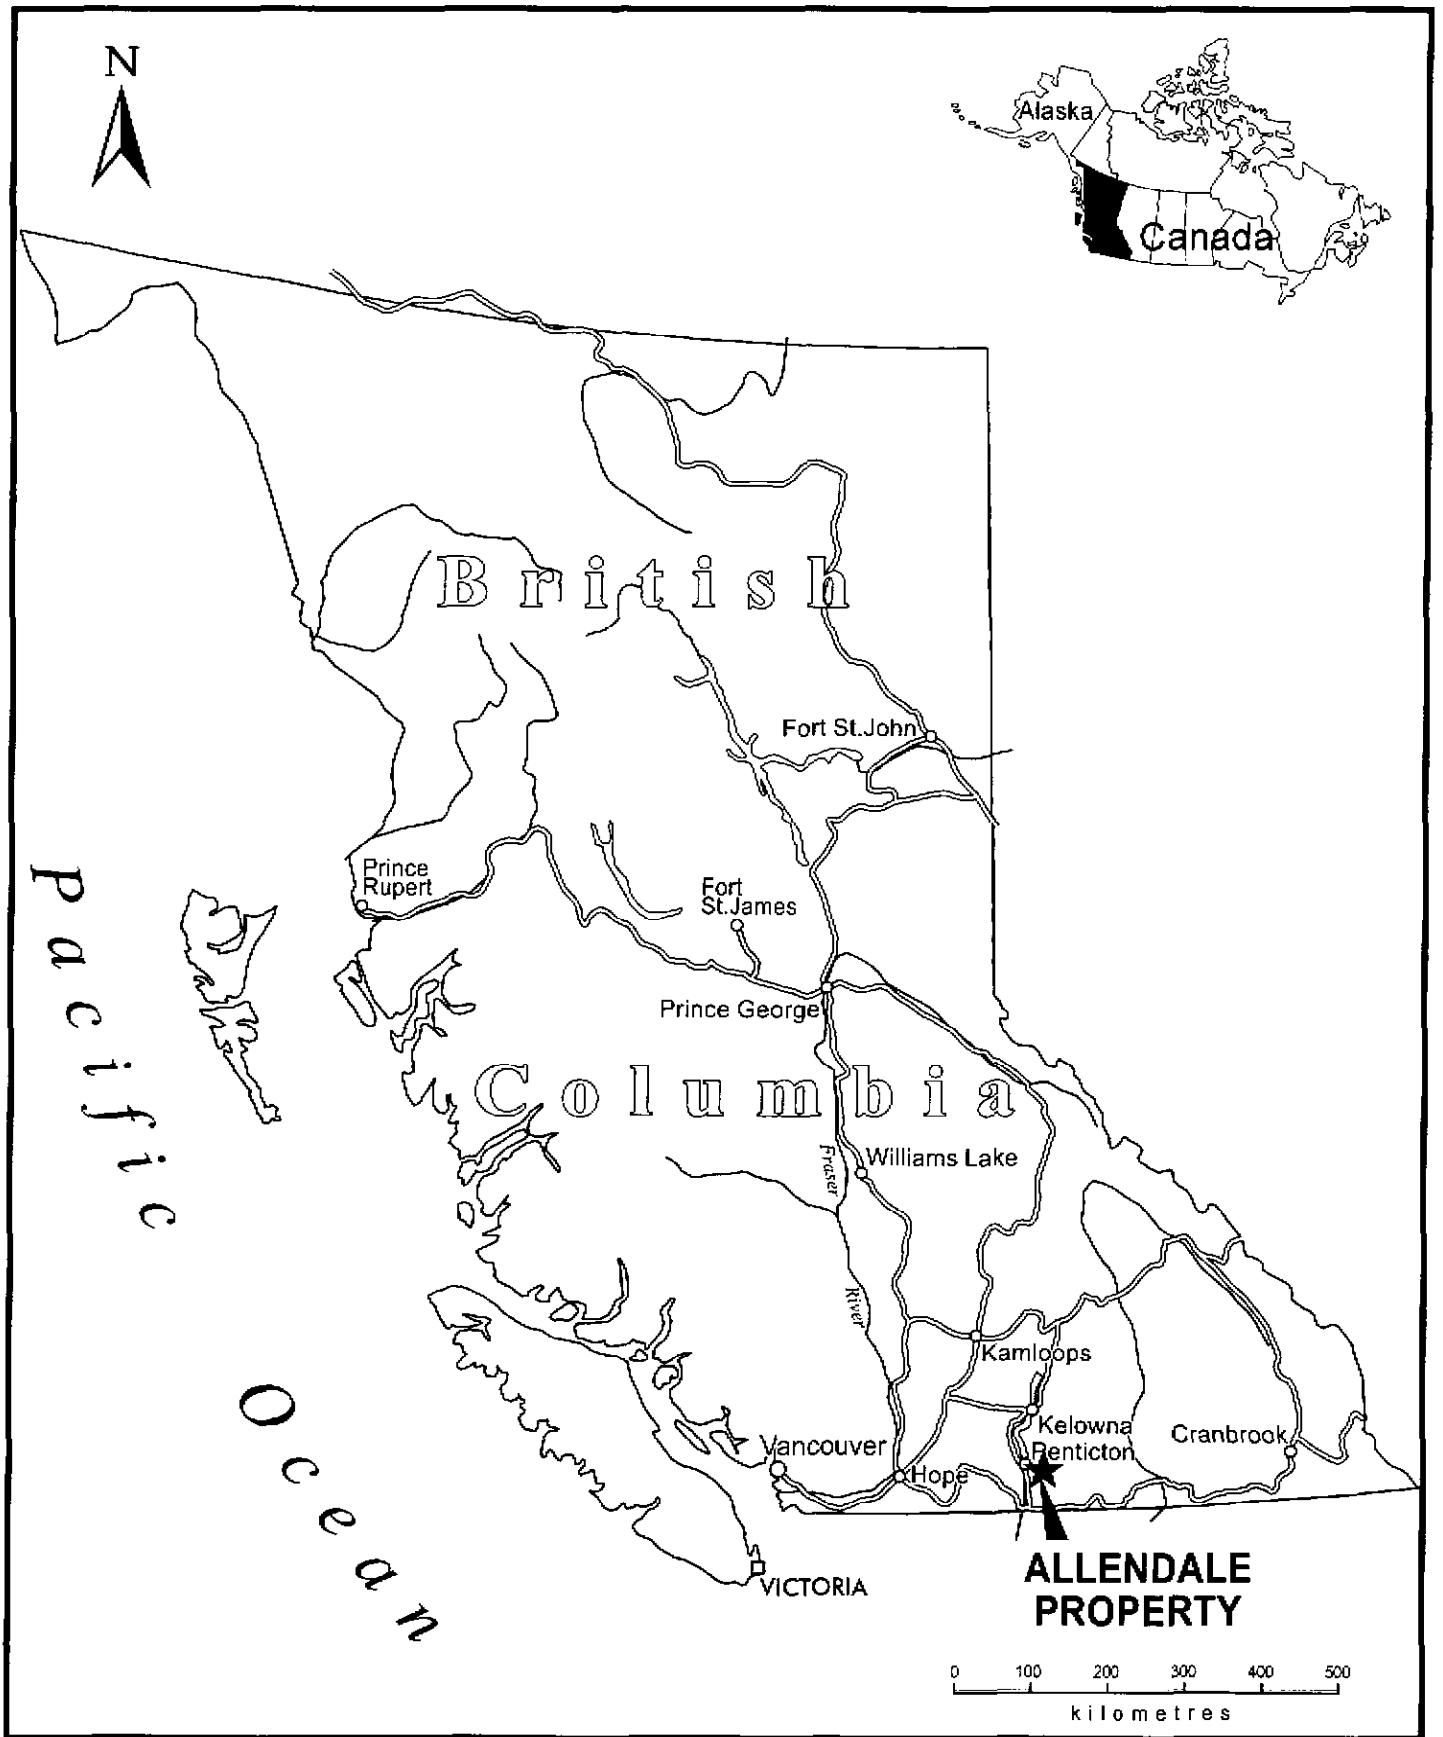 N
Alaska
Canada
British
Fort St.John
Prince
Rupert
Fort
St.James
Prince George
Columbia
Williams Lake
Fraser
River
Kamloops
Kelowna
Penticton
Cranbrook
Vancouver
Hope
VICTORIA
Pacific
Ocean
ALLENDALE
PROPERTY
0 100 200 300 400 500
kilometres